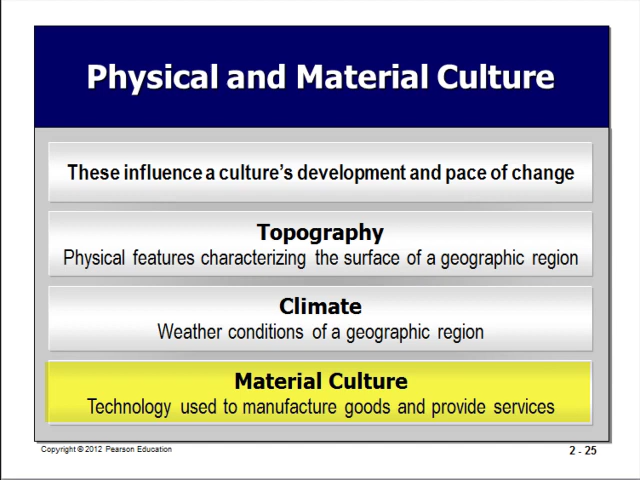 Physical and Material Culture
These influence a culture's development and pace of change
Topography
Physical features characterizing the surface of a geographic region
Climate
Weather conditions of a geographic region
Material Culture
Technology used to manufacture goods and provide services
Copyright © 2012 Pearson Education
2 - 25